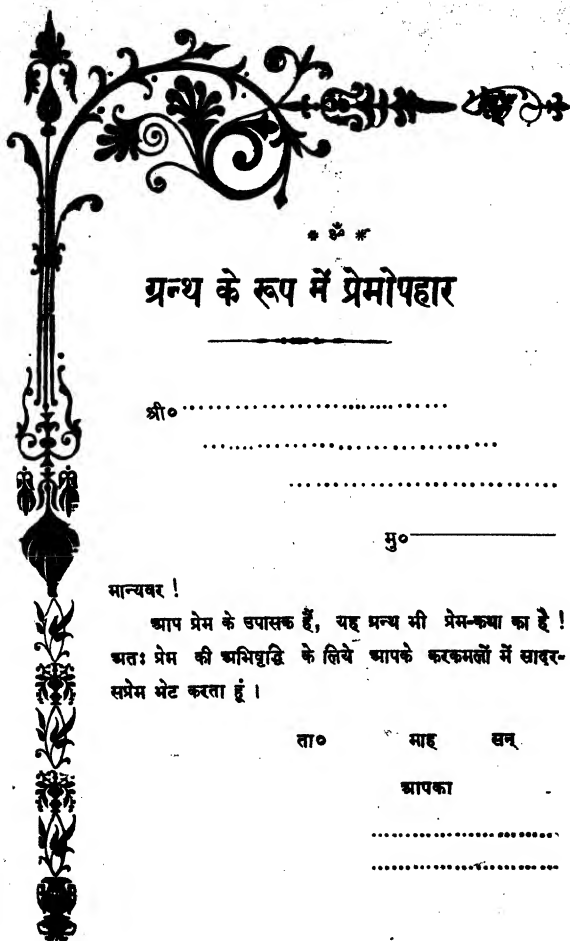 * ॐ *
ग्रन्थ के रूप में प्रेमोपहार
श्री०..............................
..............................
..............................
मु०
मान्यवर !
आप प्रेम के उपासक हैं, यह ग्रन्थ भी प्रेम-कथा का है !
अतः प्रेम की अभिवृद्धि के लिये आपके करकमलों में सादर-
सप्रेम भेट करता हूं ।
ता० माह सन्
आपका
..............................
..............................